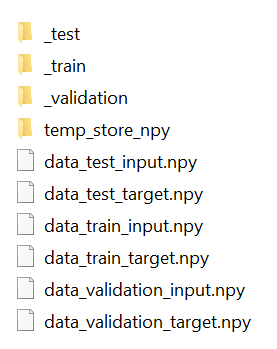 _test
_train
_validation
temp_store_npy
data_test_input.npy
data_test_target.npy
data_train_input.npy
data_train_target.npy
data_validation_input.npy
data_validation_target.npy